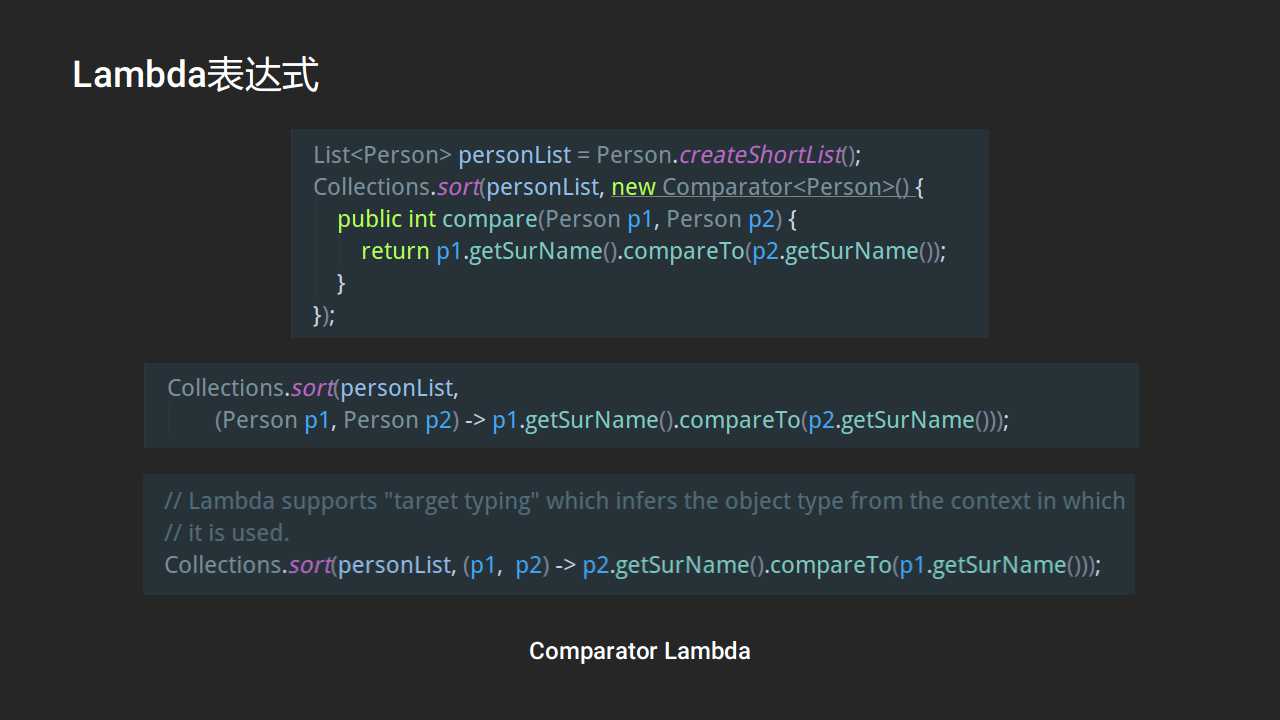 Lambda表达式
List<Person> personList = Person.createShortList();
Collections.sort(personList, new Comparator<Person>() {
public int compare(Person p1, Person p2) {
return p1.getSurName().compareTo(p2.getSurName());
}
});
Collections.sort(personList,
(Person p1, Person p2) -> p1.getSurName().compareTo(p2.getSurName()));
// Lambda supports "target typing" which infers the object type from the context in which
// it is used.
Collections.sort(personList, (p1,  p2) -> p2.getSurName().compareTo(p1.getSurName()));
Comparator Lambda